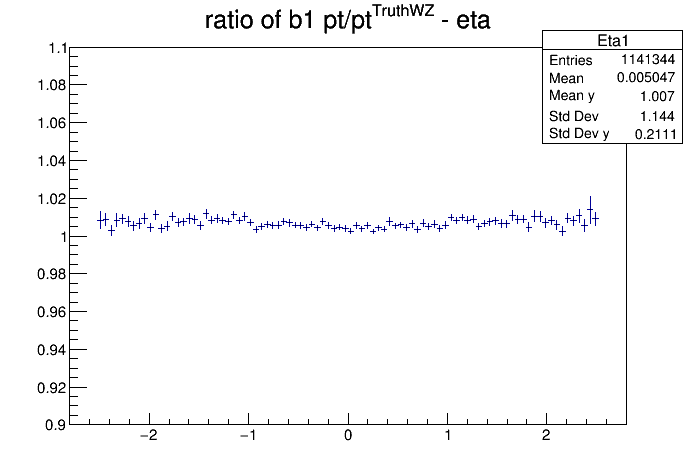 ratio of b1 pt/pt^TruthWZ - eta
Eta1
Entries 1141344
Mean 0.005047
Mean y 1.007
Std Dev 1.144
Std Dev y 0.2111
1.1
1.08
1.06
1.04
1.02
1
0.98
0.96
0.94
0.92
0.9
−2 −1 0 1 2